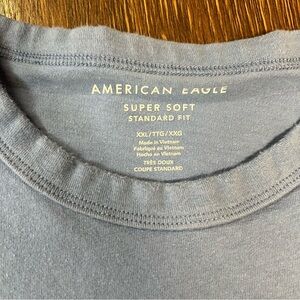 AMERICAN EAGLE
SUPER SOFT
STANDARD FIT
XXL/TTG/XXG
Made in Vietnam
Fabriqué au Vietnam
Hecho en Vietnam
TRÈS DOUX
COUPE STANDARD